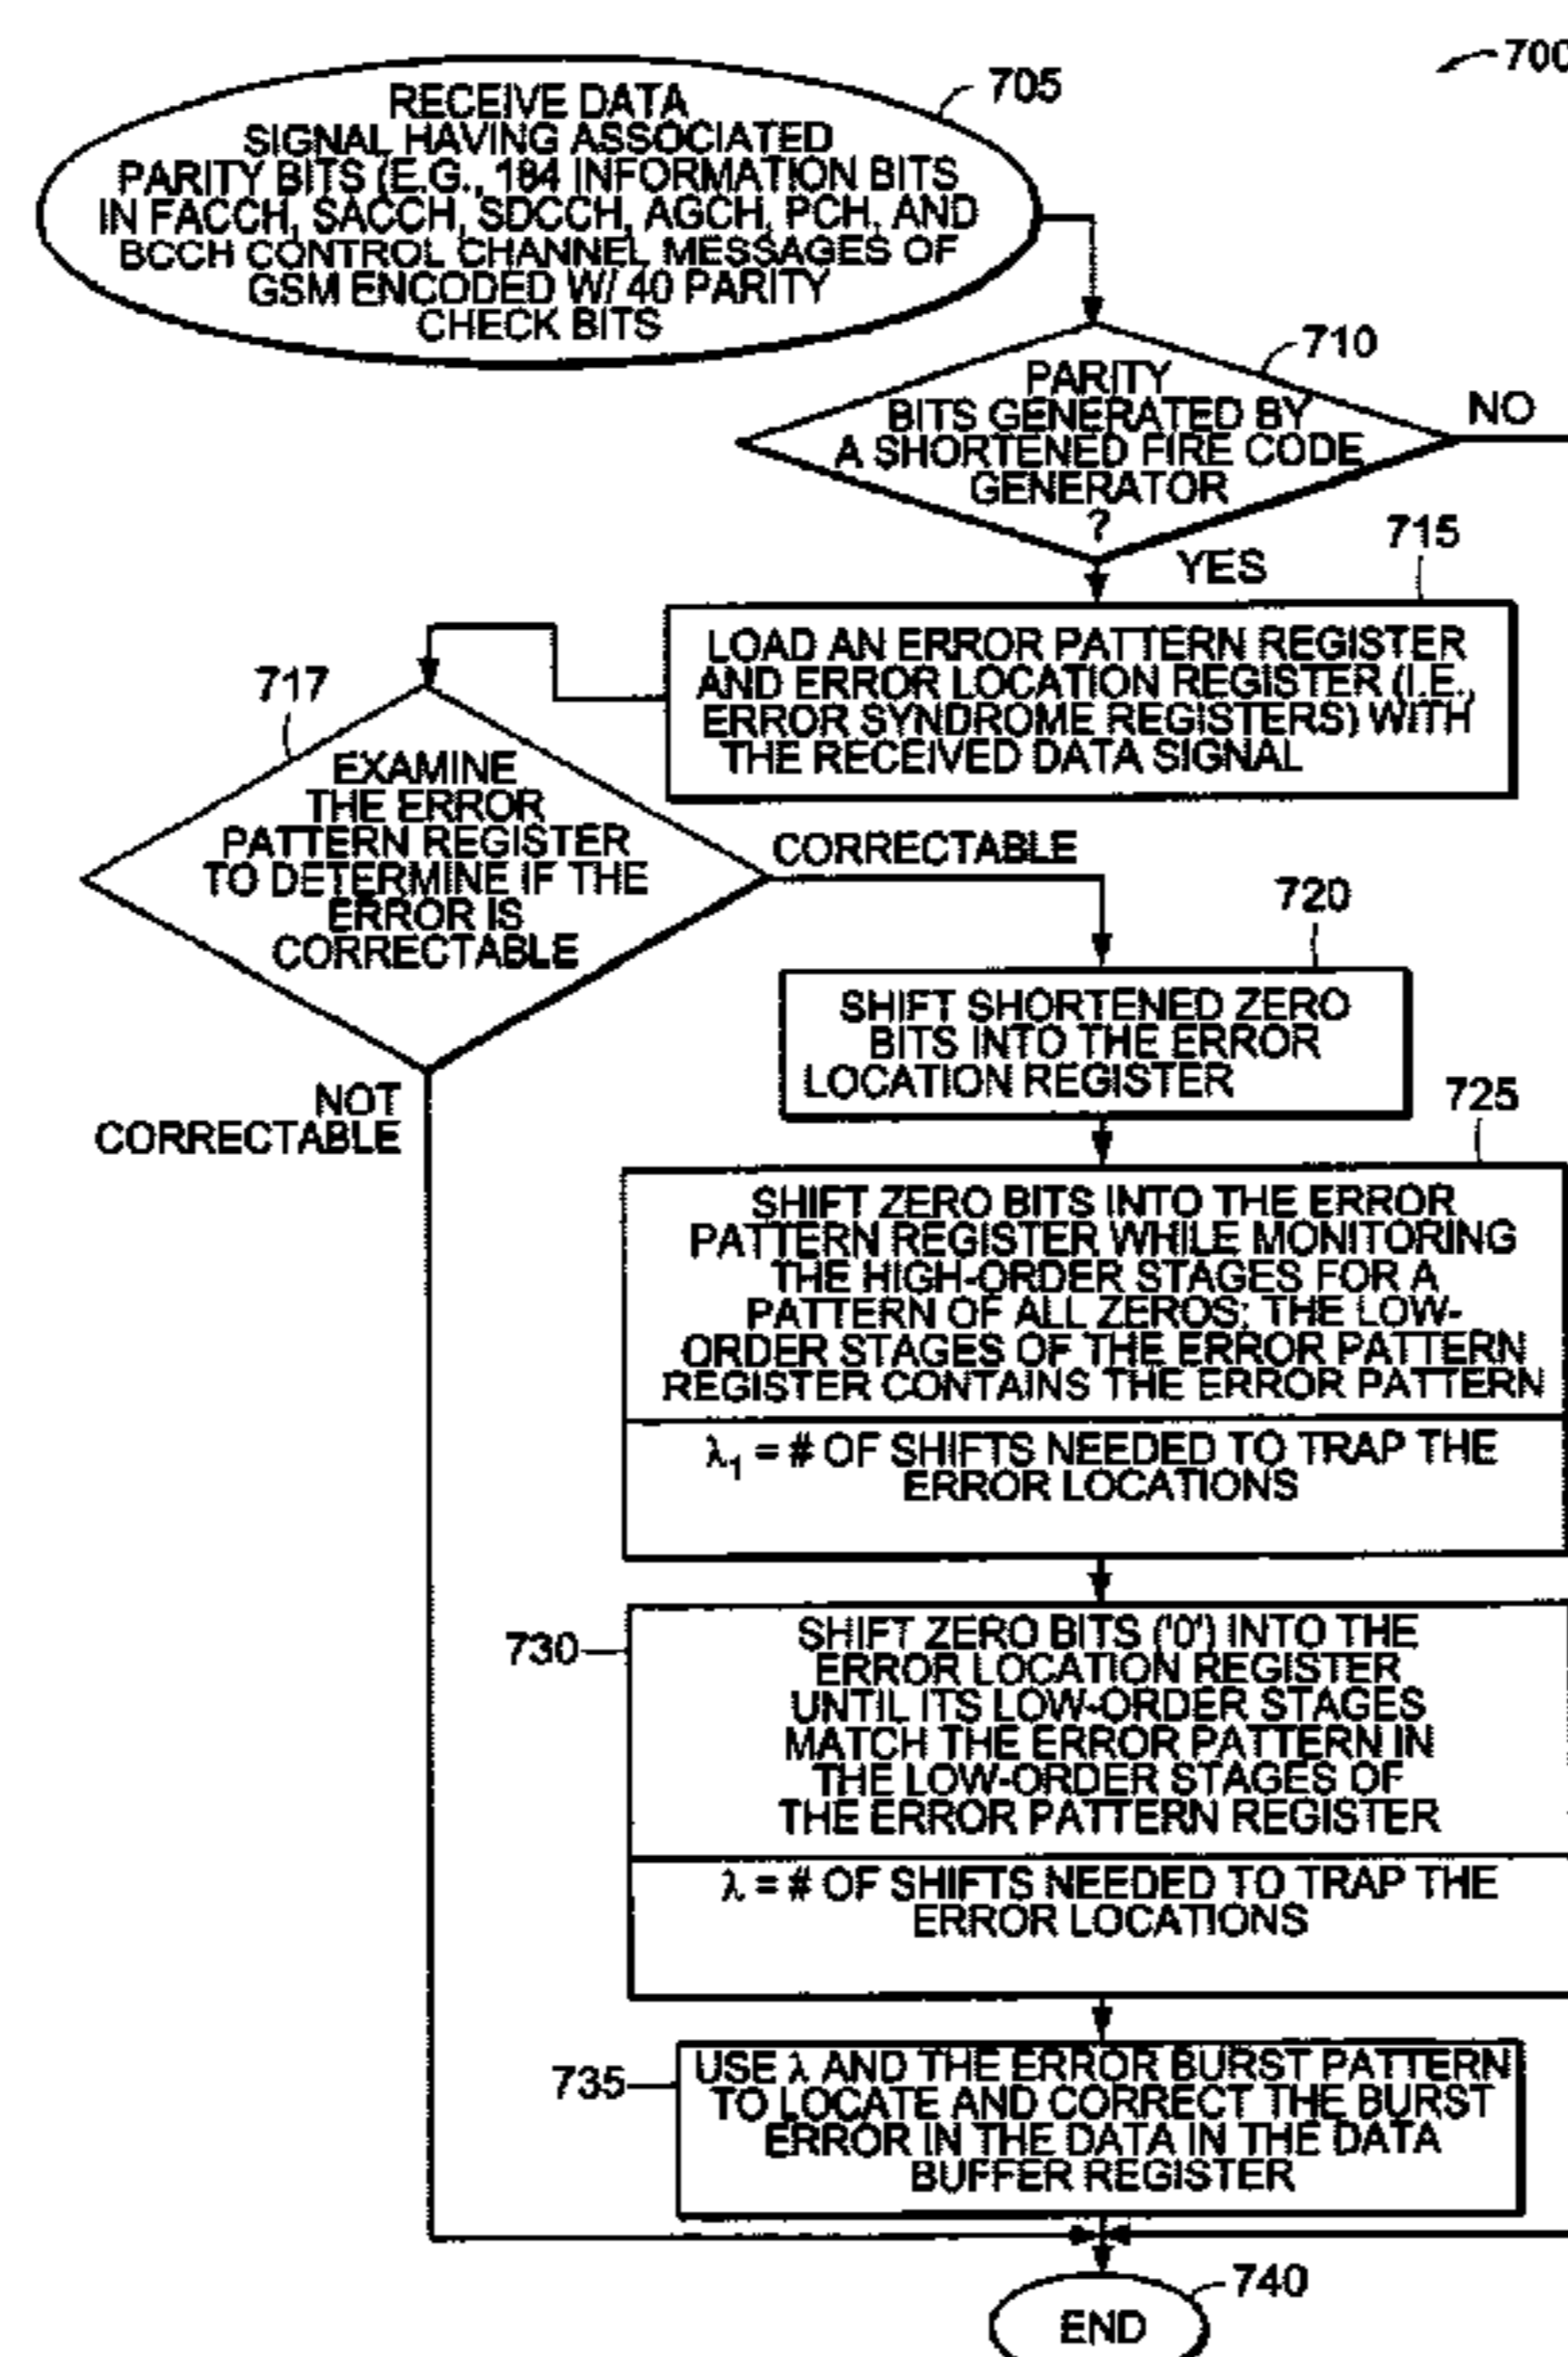 700
705
RECEIVE DATA
SIGNAL HAVING ASSOCIATED
PARITY BITS (E.G., 184 INFORMATION BITS
IN FACCH, SACCH, SDCCH, AGCH, PCH, AND
BCCH CONTROL CHANNEL MESSAGES OF
GSM ENCODED W/ 40 PARITY
CHECK BITS
710
PARITY
BITS GENERATED BY
A SHORTENED FIRE CODE
GENERATOR
?
NO
YES
715
LOAD AN ERROR PATTERN REGISTER
AND ERROR LOCATION REGISTER (I.E.,
ERROR SYNDROME REGISTERS) WITH
THE RECEIVED DATA SIGNAL
717
EXAMINE
THE ERROR
PATTERN REGISTER
TO DETERMINE IF THE
ERROR IS
CORRECTABLE
CORRECTABLE
NOT
CORRECTABLE
720
SHIFT SHORTENED ZERO
BITS INTO THE ERROR
LOCATION REGISTER
725
SHIFT ZERO BITS INTO THE ERROR
PATTERN REGISTER WHILE MONITORING
THE HIGH-ORDER STAGES FOR A
PATTERN OF ALL ZEROS; THE LOW-
ORDER STAGES OF THE ERROR PATTERN
REGISTER CONTAINS THE ERROR PATTERN
λ₁ = # OF SHIFTS NEEDED TO TRAP THE
ERROR LOCATIONS
730
SHIFT ZERO BITS ('0') INTO THE
ERROR LOCATION REGISTER
UNTIL ITS LOW-ORDER STAGES
MATCH THE ERROR PATTERN IN
THE LOW-ORDER STAGES OF
THE ERROR PATTERN REGISTER
λ = # OF SHIFTS NEEDED TO TRAP THE
ERROR LOCATIONS
735
USE λ AND THE ERROR BURST PATTERN
TO LOCATE AND CORRECT THE BURST
ERROR IN THE DATA IN THE DATA
BUFFER REGISTER
740
END